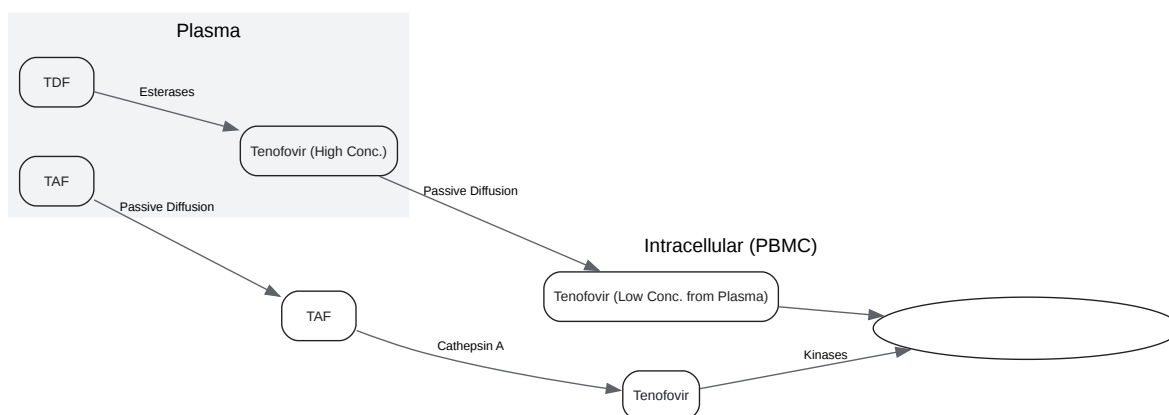 Plasma
TDF
Esterases
Tenofovir (High Conc.)
TAF
Passive Diffusion
Passive Diffusion
Intracellular (PBMC)
Tenofovir (Low Conc. from Plasma)
TAF
Cathepsin A
Kinases
Tenofovir